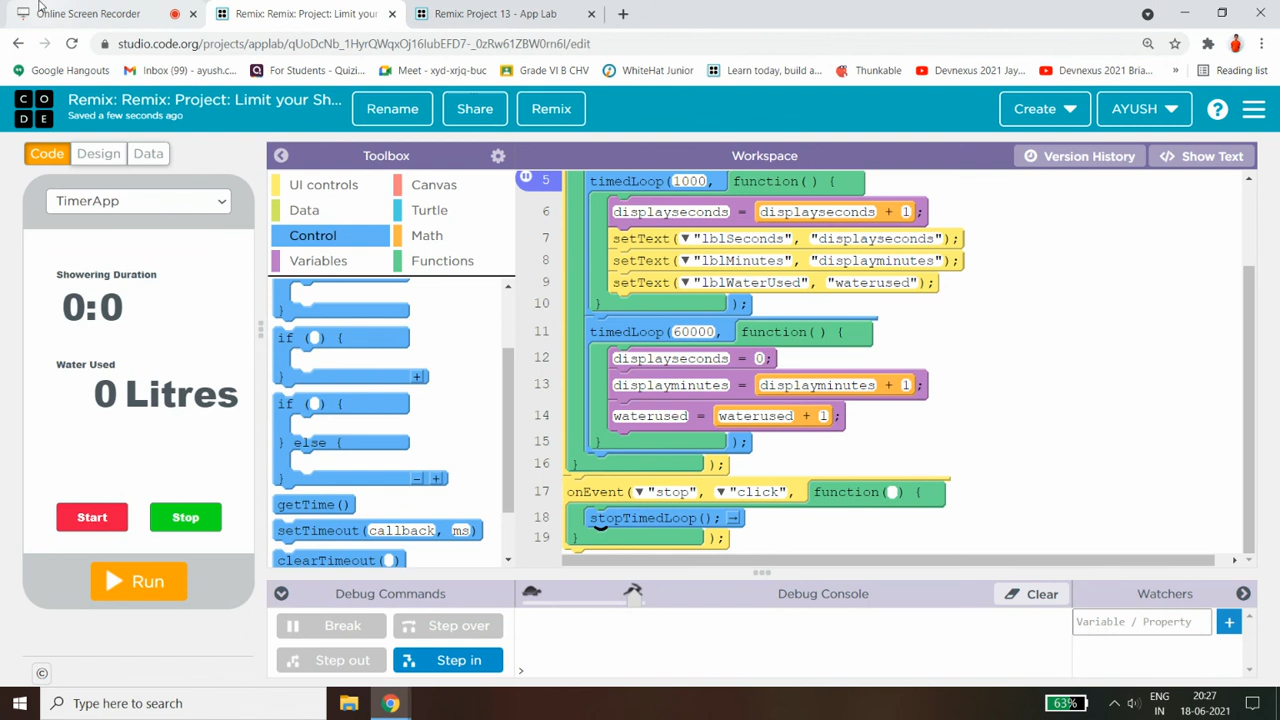 Online Screen Recorder
Remix: Remix: Project: Limit your
Remix: Project 13 - App Lab
studio.code.org/projects/applab/qUoDcNb_1HyrQWqxOj16IubEFD7-_0zRw61ZBW0rn6I/edit
Google Hangouts
Inbox (99) - ayush.c...
For Students - Quizi...
Meet - xyd-xrjq-buc
Grade VI B CHV
WhiteHat Junior
Learn today, build a...
Thunkable
Devnexus 2021 Jay...
Devnexus 2021 Bria...
»
Reading list
C O
D E
Remix: Remix: Project: Limit your Sh...
Saved a few seconds ago
Rename
Share
Remix
Create
AYUSH
?
Code
Design
Data
Toolbox
Workspace
Version History
</> Show Text
TimerApp
Showering Duration
0:0
Water Used
0 Litres
Start
Stop
Run
UI controls
Canvas
Data
Turtle
Control
Math
Variables
Functions
}
if () {
} +
if () {
} else {
} - +
getTime()
setTimeout(callback, ms)
clearTimeout()
5 timedLoop(1000, function() {
6 displayseconds = displayseconds + 1;
7 setText("lblSeconds", "displayseconds");
8 setText("lblMinutes", "displayminutes");
9 setText("lblWaterUsed", "waterused");
10 } );
11 timedLoop(60000, function() {
12 displayseconds = 0;
13 displayminutes = displayminutes + 1;
14 waterused = waterused + 1;
15 } );
16 } );
17 onEvent("stop", "click", function() {
18 stopTimedLoop();
19 } );
Debug Commands
Debug Console
Clear
Watchers
Break
Step over
Step out
Step in
Variable / Property
+
>
©
Type here to search
63%
ENG
IN
20:27
18-06-2021